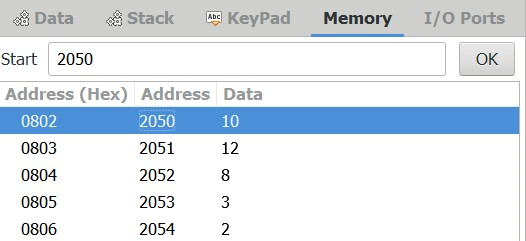 Data Stack Abc KeyPad Memory I/O Ports
Start 2050 OK
Address (Hex) Address Data
0802 2050 10
0803 2051 12
0804 2052 8
0805 2053 3
0806 2054 2